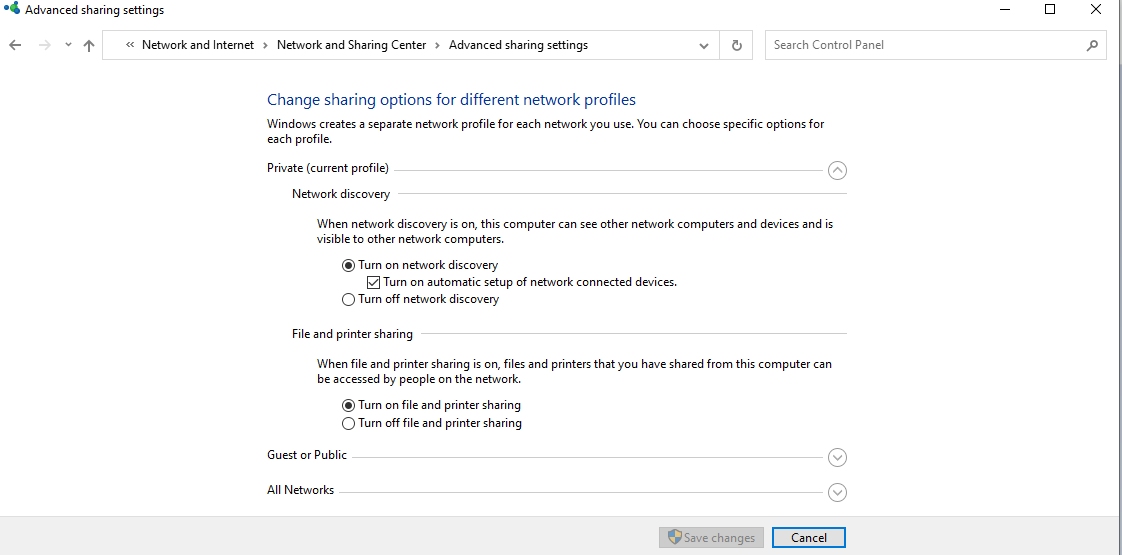 Advanced sharing settings
« Network and Internet › Network and Sharing Center › Advanced sharing settings
Search Control Panel
Change sharing options for different network profiles
Windows creates a separate network profile for each network you use. You can choose specific options for
each profile.
Private (current profile)
Network discovery
When network discovery is on, this computer can see other network computers and devices and is
visible to other network computers.
Turn on network discovery
Turn on automatic setup of network connected devices.
Turn off network discovery
File and printer sharing
When file and printer sharing is on, files and printers that you have shared from this computer can
be accessed by people on the network.
Turn on file and printer sharing
Turn off file and printer sharing
Guest or Public
All Networks
Save changes
Cancel